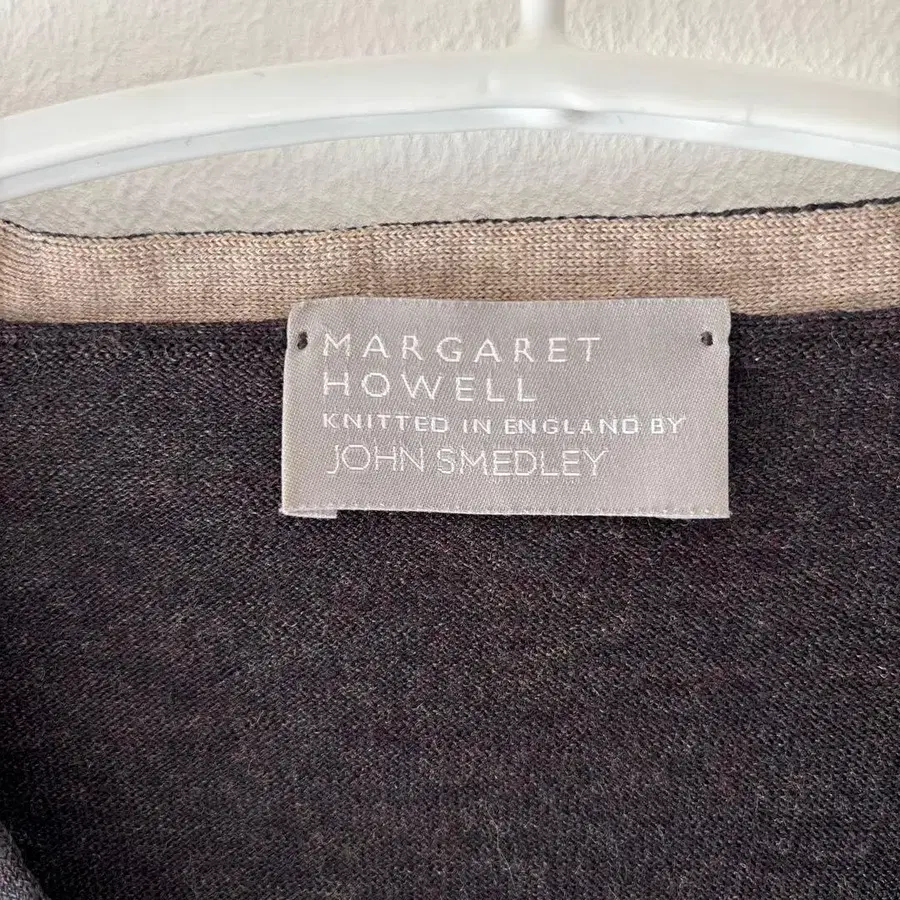 MARGARET
HOWELL
KNITTED IN ENGLAND BY
JOHN SMEDLEY